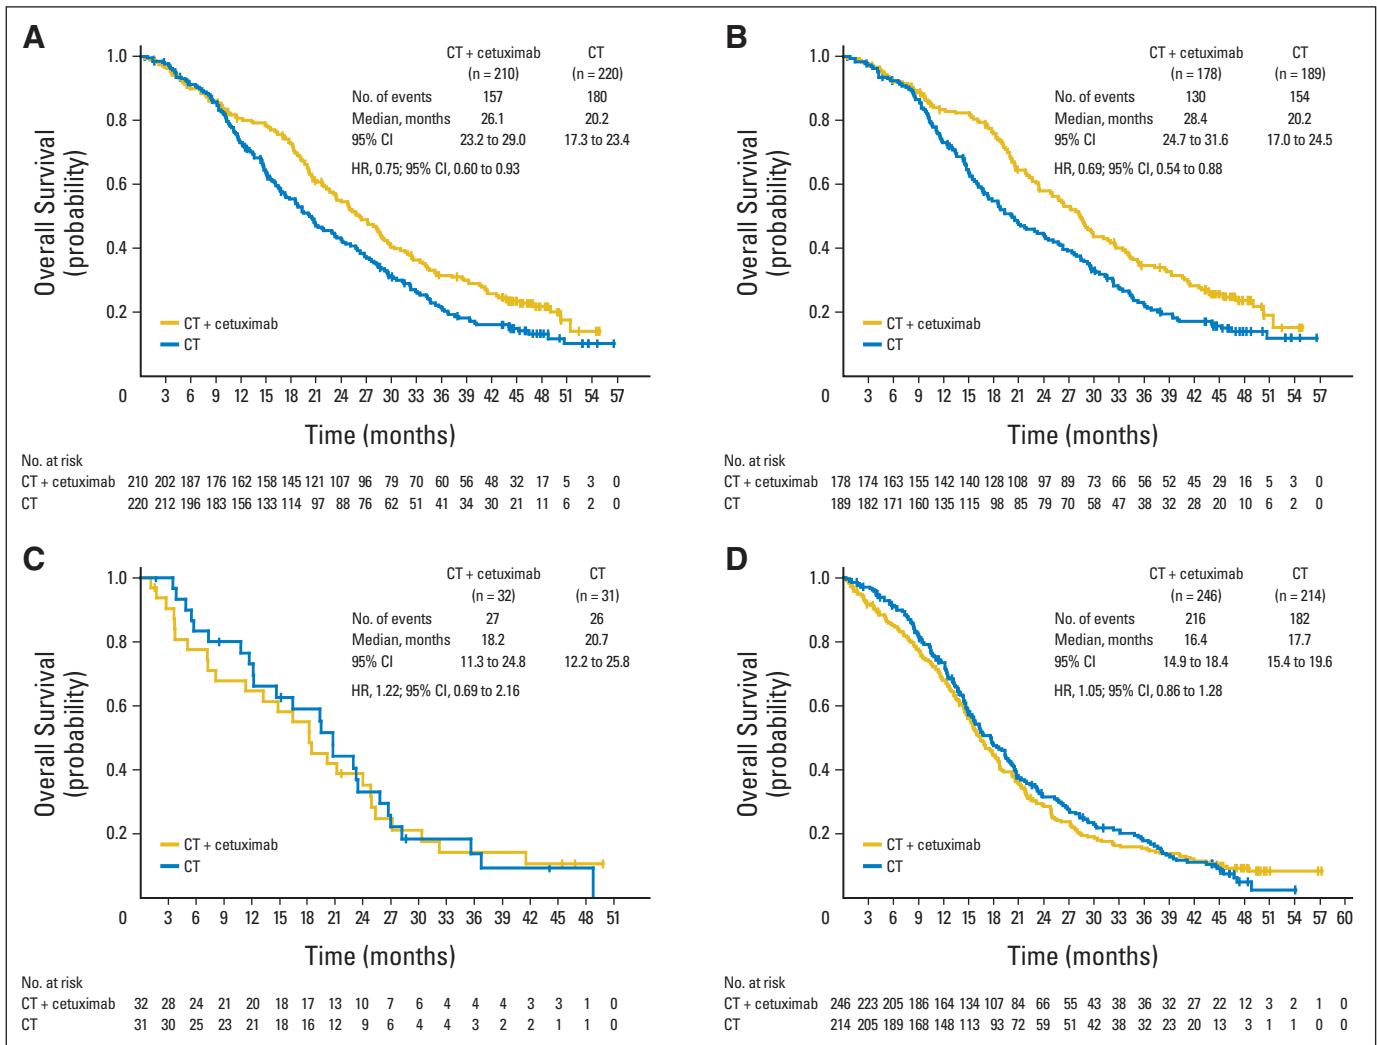 A
CT + cetuximab CT
(n = 210) (n = 220)
No. of events 157 180
Median, months 26.1 20.2
95% CI 23.2 to 29.0 17.3 to 23.4
HR, 0.75; 95% CI, 0.60 to 0.93
Overall Survival
(probability)
1.0
0.8
0.6
0.4
0.2
CT + cetuximab
CT
0 3 6 9 12 15 18 21 24 27 30 33 36 39 42 45 48 51 54 57
Time (months)
No. at risk
CT + cetuximab 210 202 187 176 162 158 145 121 107 96 79 70 60 56 48 32 17 5 3 0
CT 220 212 196 183 156 133 114 97 88 76 62 51 41 34 30 21 11 6 2 0
B
CT + cetuximab CT
(n = 178) (n = 189)
No. of events 130 154
Median, months 28.4 20.2
95% CI 24.7 to 31.6 17.0 to 24.5
HR, 0.69; 95% CI, 0.54 to 0.88
Overall Survival
(probability)
1.0
0.8
0.6
0.4
0.2
CT + cetuximab
CT
0 3 6 9 12 15 18 21 24 27 30 33 36 39 42 45 48 51 54 57
Time (months)
No. at risk
CT + cetuximab 178 174 163 155 142 140 128 108 97 89 73 66 56 52 45 29 16 5 3 0
CT 189 182 171 160 135 115 98 85 79 70 58 47 38 32 28 20 10 6 2 0
C
CT + cetuximab CT
(n = 32) (n = 31)
No. of events 27 26
Median, months 18.2 20.7
95% CI 11.3 to 24.8 12.2 to 25.8
HR, 1.22; 95% CI, 0.69 to 2.16
Overall Survival
(probability)
1.0
0.8
0.6
0.4
0.2
CT + cetuximab
CT
0 3 6 9 12 15 18 21 24 27 30 33 36 39 42 45 48 51
Time (months)
No. at risk
CT + cetuximab 32 28 24 21 20 18 17 13 10 7 6 4 4 4 3 3 1 0
CT 31 30 25 23 21 18 16 12 9 6 4 4 3 2 2 1 1 0
D
CT + cetuximab CT
(n = 246) (n = 214)
No. of events 216 182
Median, months 16.4 17.7
95% CI 14.9 to 18.4 15.4 to 19.6
HR, 1.05; 95% CI, 0.86 to 1.28
Overall Survival
(probability)
1.0
0.8
0.6
0.4
0.2
CT + cetuximab
CT
0 3 6 9 12 15 18 21 24 27 30 33 36 39 42 45 48 51 54 57 60
Time (months)
No. at risk
CT + cetuximab 246 223 205 186 164 134 107 84 66 55 43 38 36 32 27 22 12 3 2 1 0
CT 214 205 189 168 148 113 93 72 59 51 42 38 32 23 20 13 3 1 1 0 0